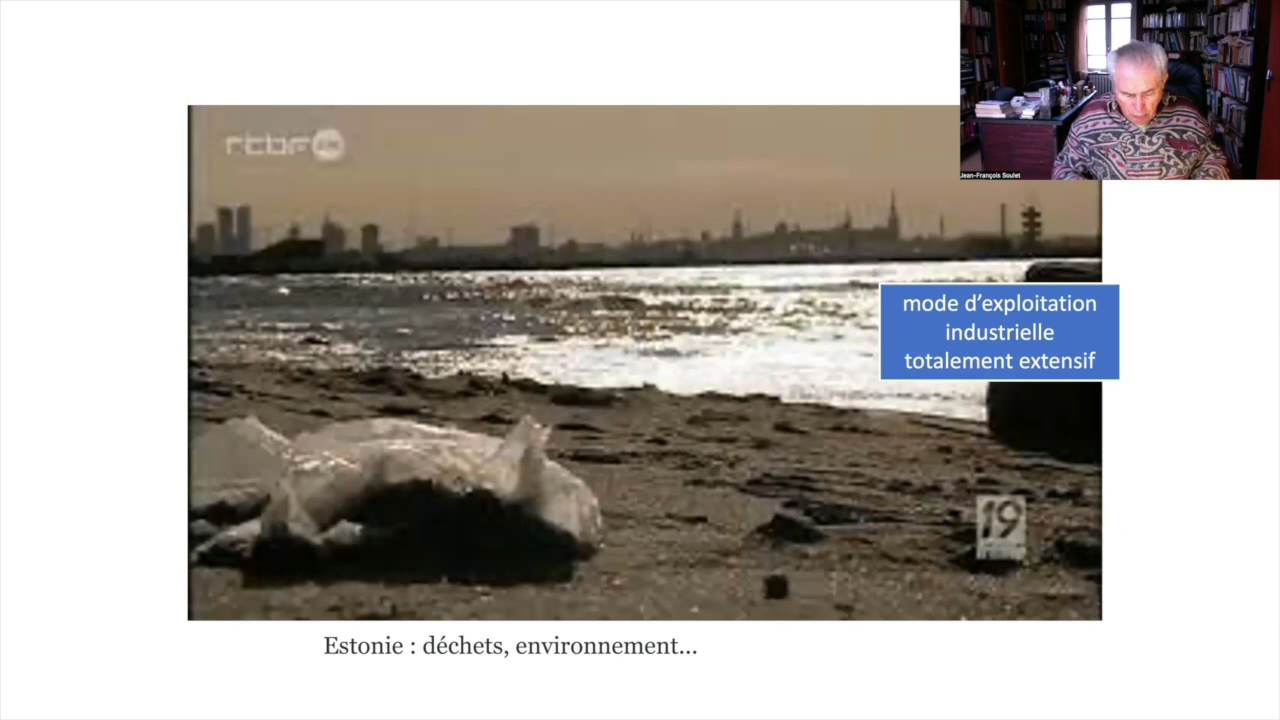 rtbf
Jean-François Soulet
mode d’exploitation
industrielle
totalement extensif
19
Estonie : déchets, environnement...